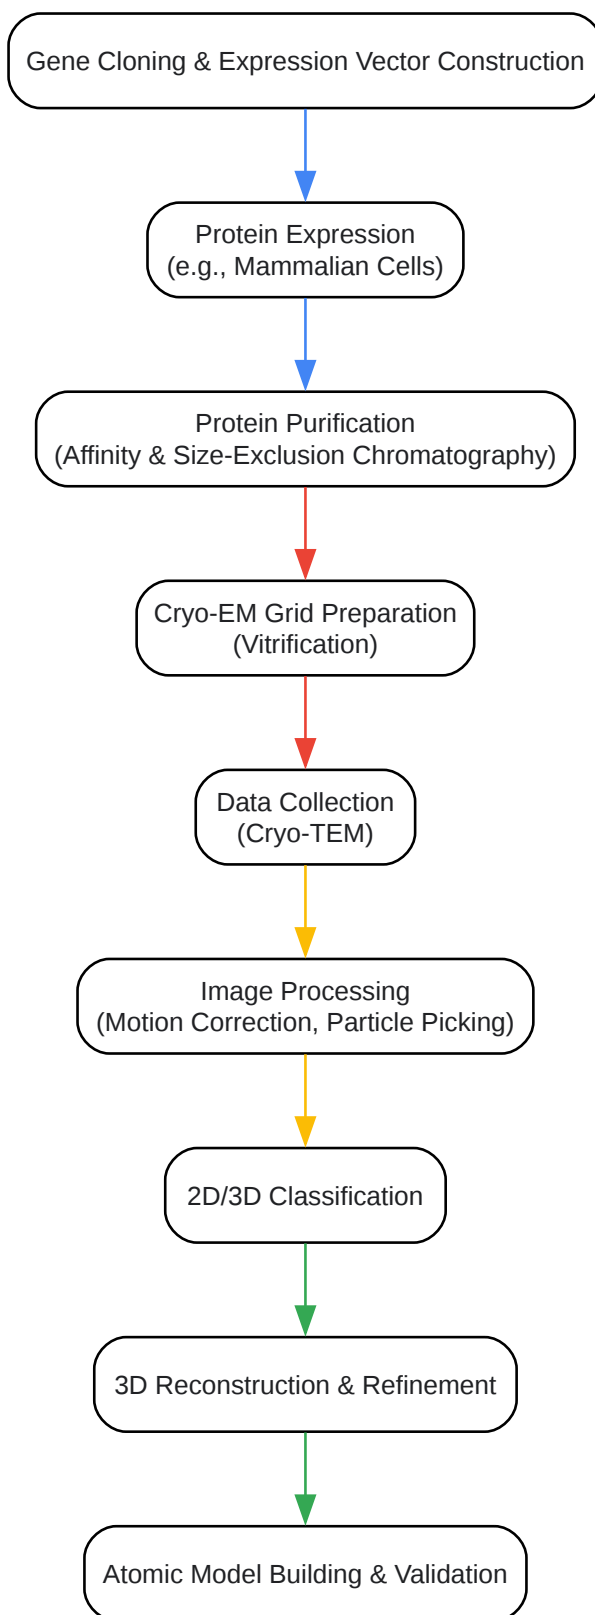 Gene Cloning & Expression Vector Construction
Protein Expression
(e.g., Mammalian Cells)
Protein Purification
(Affinity & Size-Exclusion Chromatography)
Cryo-EM Grid Preparation
(Vitrification)
Data Collection
(Cryo-TEM)
Image Processing
(Motion Correction, Particle Picking)
2D/3D Classification
3D Reconstruction & Refinement
Atomic Model Building & Validation